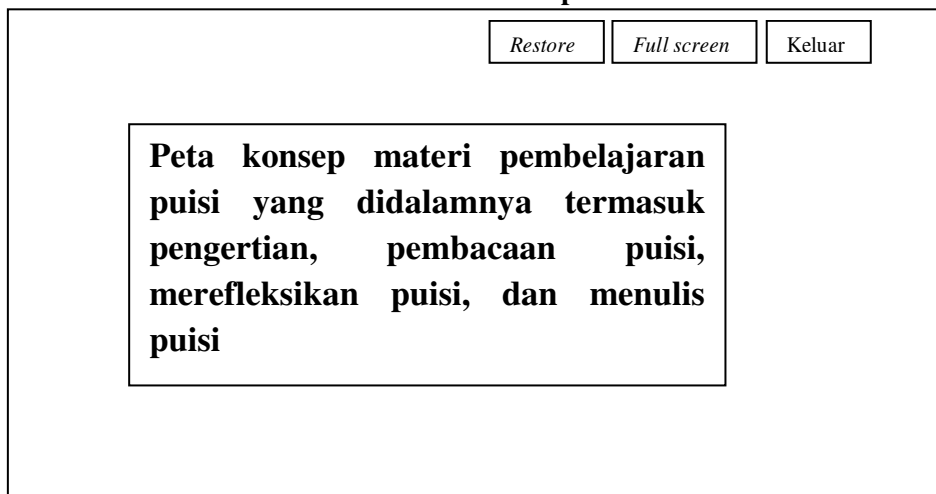 Restore Full screen Keluar
Peta konsep materi pembelajaran
puisi yang didalamnya termasuk
pengertian, pembacaan puisi,
merefleksikan puisi, dan menulis
puisi